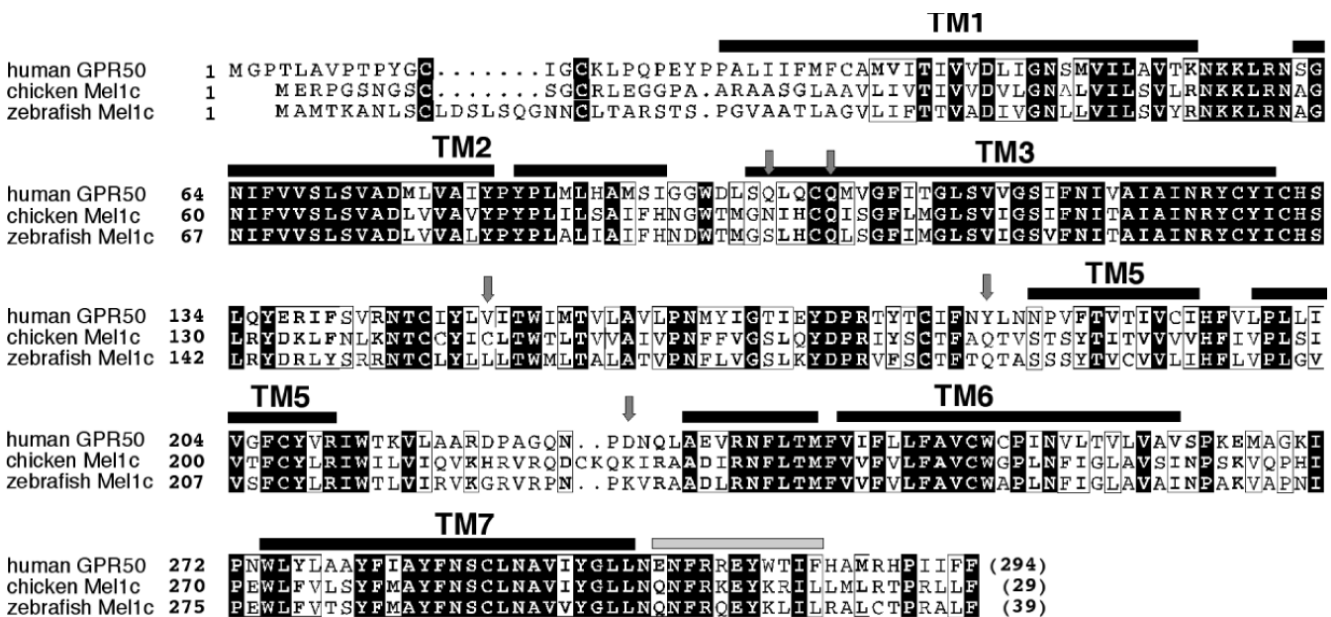 TM1
human GPR50 1 MGPTLAVPTPYGC.......IGCKLPQPEYPPALIIFMFCAMVITIVVDLIGNSMVILAVTKNKKLRNSG
chicken Mel1c 1 MERPGSNGSC.......SGCRLEGGPA.ARAASGLAAVLIVTIVVDVLGNALVILSVLRNKKLRNAG
zebrafish Mel1c 1 MAMTKANLSCLDSLSQGNNCLTARSTS.PGVAATLAGVLIFTTVADIVGNLLVILSVYRNKKLRNAG
TM2 TM3
human GPR50 64 NIFVVSLSVADMLVAIYPYPLMLHAMSIGGWDLSQLQCQMVGFITGLSVVGSIFNIVAIAINRYCYICHS
chicken Mel1c 60 NIFVVSLSVADLVVAVYPYPLILSAIFHNGWTMGNIHCQISGFLMGLSVIGSIFNITAIAINRYCYICHS
zebrafish Mel1c 67 NIFVVSLSVADLVVALYPYPLALIAIFHNDWTMGSLHCQLSGFIMGLSVIGSVFNITAIAINRYCYICHS
TM5
human GPR50 134 LQYERIFSVRNTCIYLVITWIMTVLAVLPNMYIGTIEYDPRTYTCIFNYLNNPVFTVTIVCIHFVLPLLI
chicken Mel1c 130 LRYDKLFNLKNTCCYICLTWTLTVVAIVPNFFVGSLQYDPRIYSCTFAQTVSTSYTITVVVVHFIVPLSI
zebrafish Mel1c 142 LRYDRLYSRRNTCLYLLLTWMLTALATVPNFLVGSLKYDPRVFSCTFTQTASSSYTVCVVLIHFLVPLGV
TM5 TM6
human GPR50 204 VGFCYVRIWTKVLAARDPAGQN..PDNQLAEVRNFLTMFVIFLLFAVCWCPINVLTVLVAVSPKEMAGKI
chicken Mel1c 200 VTFCYLRIWILVIQVKHRVRQDCKQKIRAADIRNFLTMFVVFVLFAVCWGPLNFIGLAVSINPSKVQPHI
zebrafish Mel1c 207 VSFCYLRIWTLVIRVKGRVRPN..PKVRAADLRNFLTMFVVFVLFAVCWAPLNFIGLAVAINPAKVAPNI
TM7
human GPR50 272 PNWLYLAAYFIAYFNSCLNAVIYGLLNENFRREYWTIFHAMRHPIIFF (294)
chicken Mel1c 270 PEWLFVLSYFMAYFNSCLNAVIYGLLNQNFRKEYKRILLMLRTPRLLF (29)
zebrafish Mel1c 275 PEWLFVTSYFMAYFNSCLNAVVYGLLNQNFRQEYKLILRALCTPRALF (39)